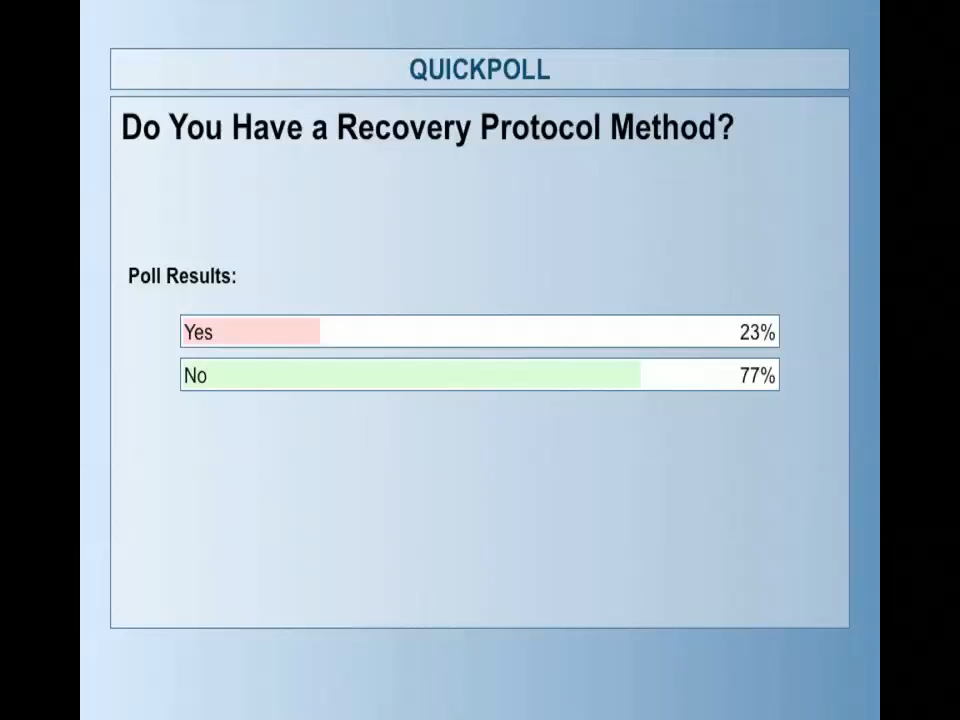 QUICKPOLL
Do You Have a Recovery Protocol Method?
Poll Results:
Yes 23%
No 77%